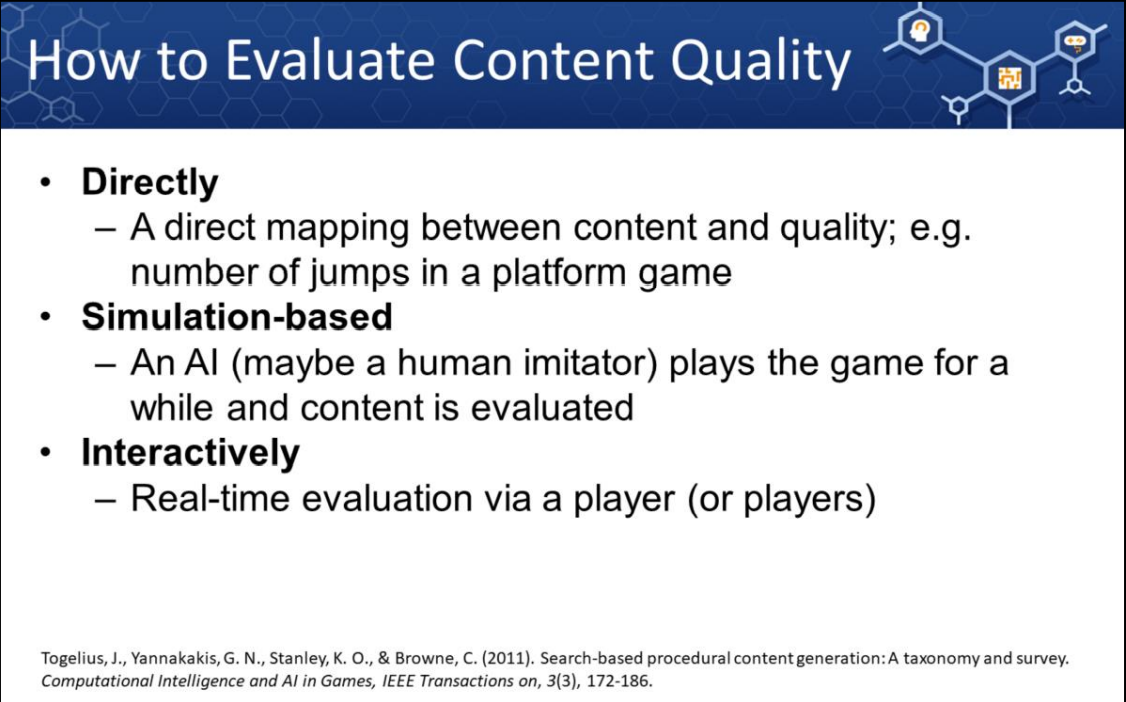 How to Evaluate Content Quality
• Directly
– A direct mapping between content and quality; e.g.
number of jumps in a platform game
• Simulation-based
– An AI (maybe a human imitator) plays the game for a
while and content is evaluated
• Interactively
– Real-time evaluation via a player (or players)
Togelius, J., Yannakakis, G. N., Stanley, K. O., & Browne, C. (2011). Search-based procedural content generation: A taxonomy and survey.
Computational Intelligence and AI in Games, IEEE Transactions on, 3(3), 172-186.